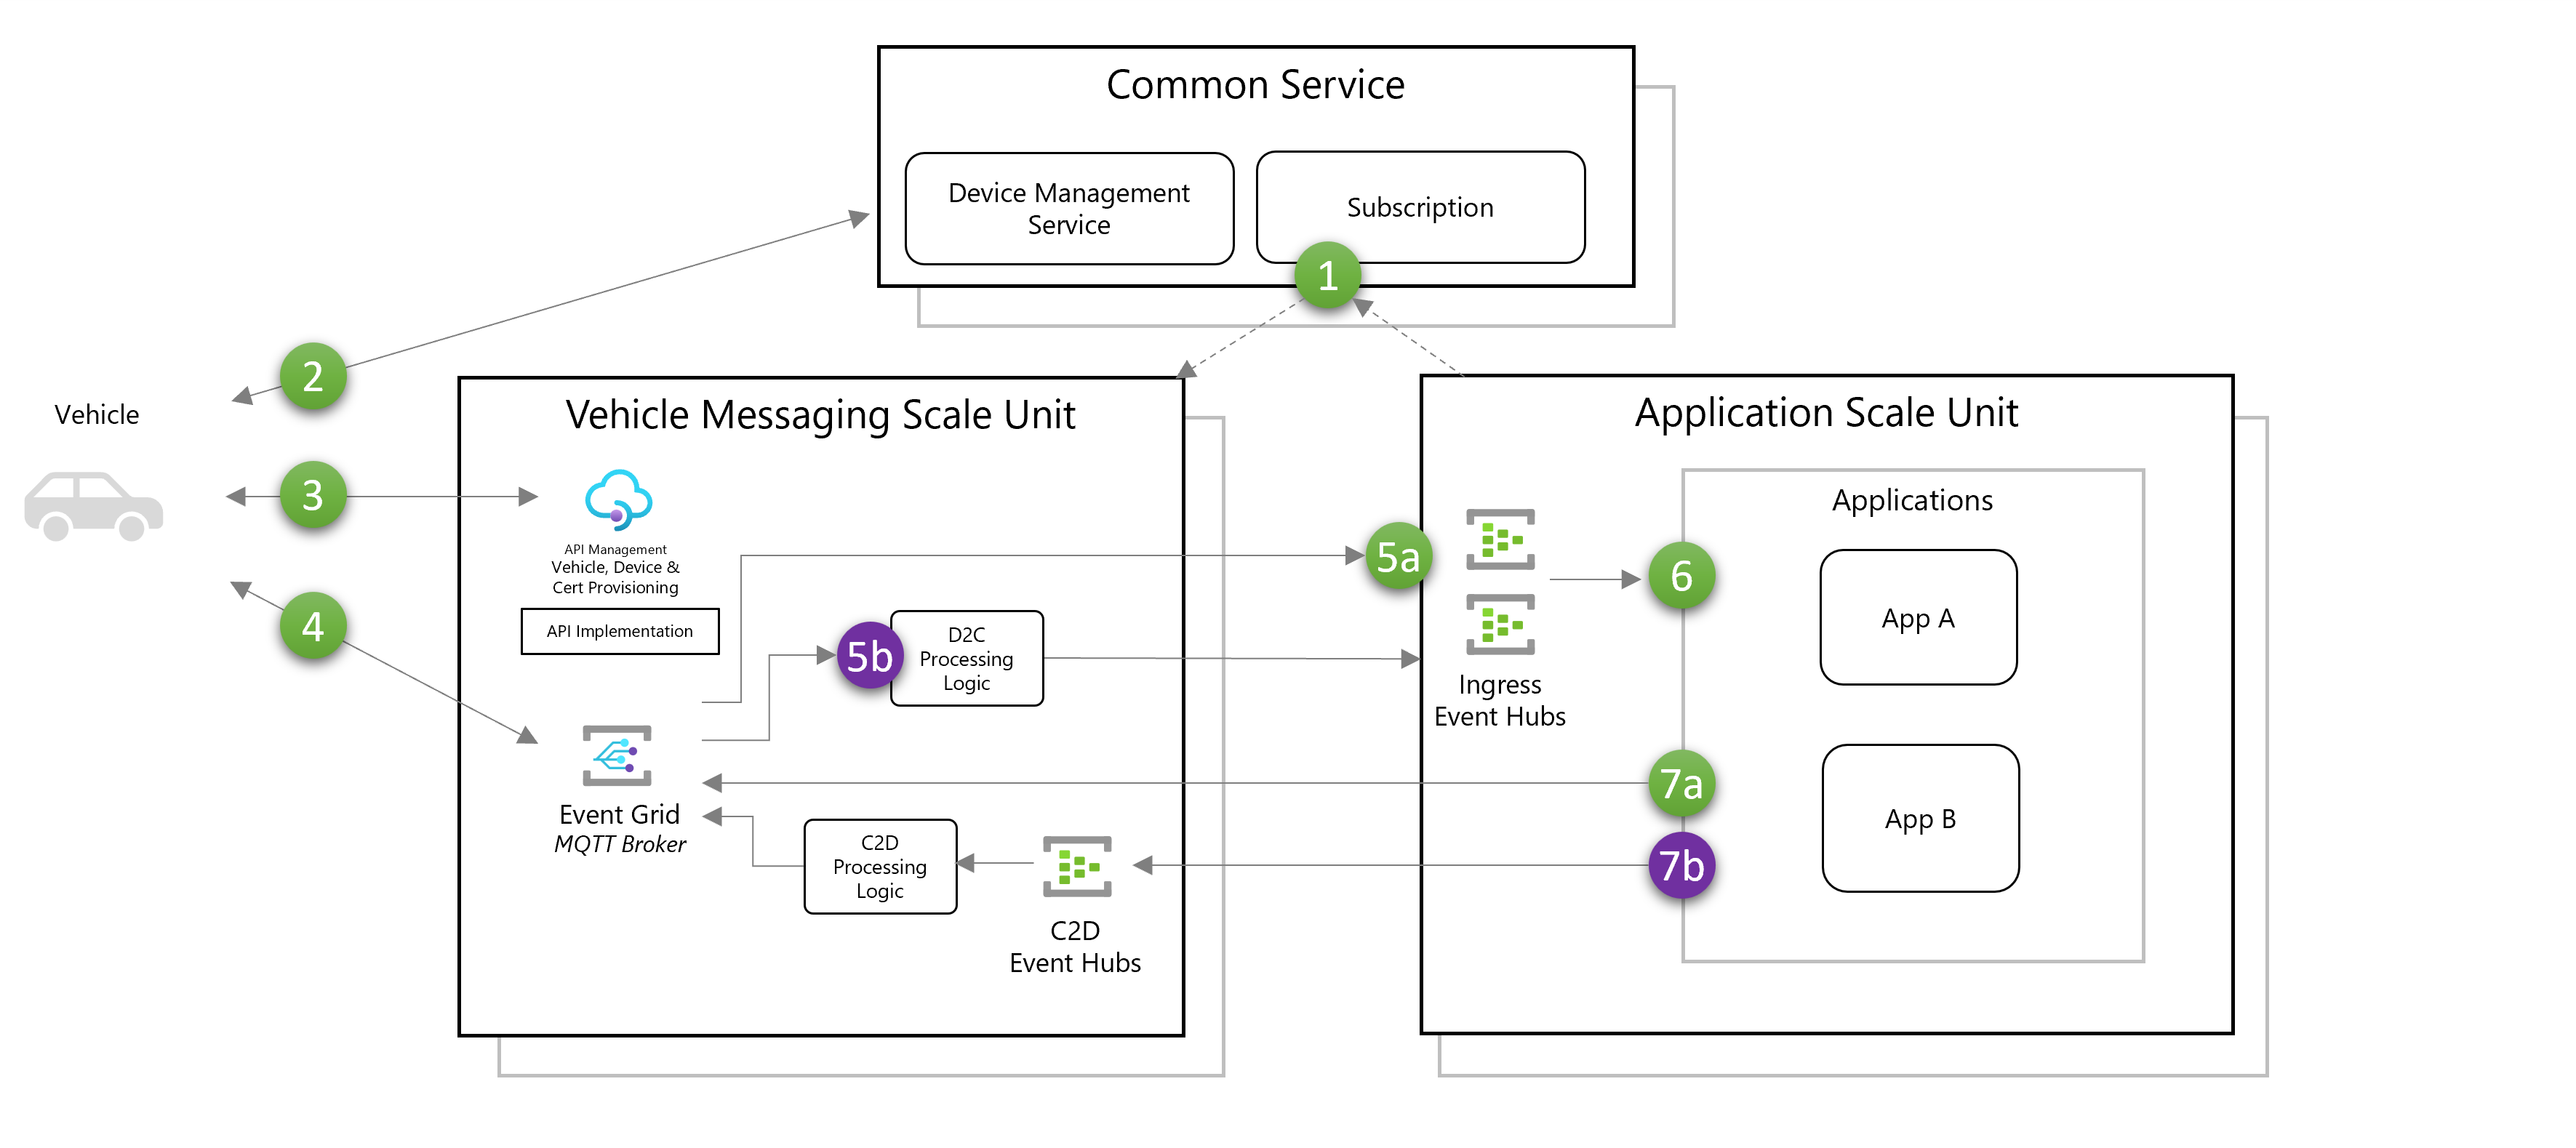 Common Service
Device Management
Service
Subscription
1
2
Vehicle
3
4
Vehicle Messaging Scale Unit
API Management
Vehicle, Device &
Cert Provisioning
API Implementation
5b
D2C
Processing
Logic
Event Grid
MQTT Broker
C2D
Processing
Logic
C2D
Event Hubs
Application Scale Unit
5a
Ingress
Event Hubs
6
Applications
App A
7a
App B
7b